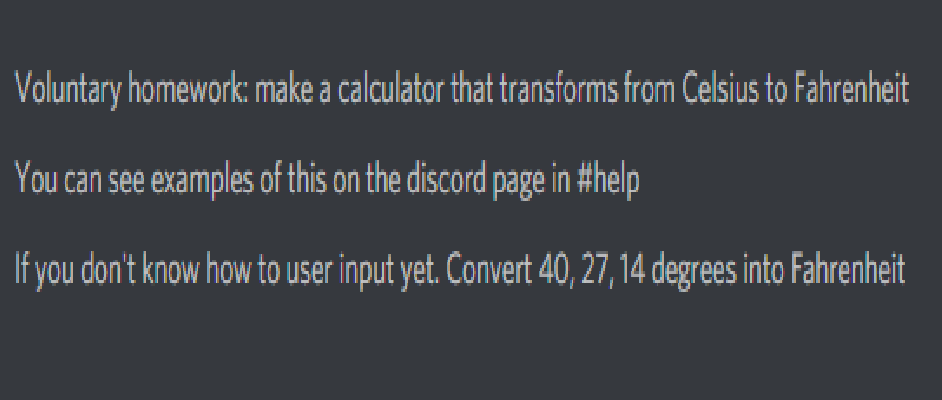 Voluntary homework: make a calculator that transforms from Celsius to Fahrenheit
You can see examples of this on the discord page in #help
If you don't know how to user input yet. Convert 40, 27, 14 degrees into Fahrenheit